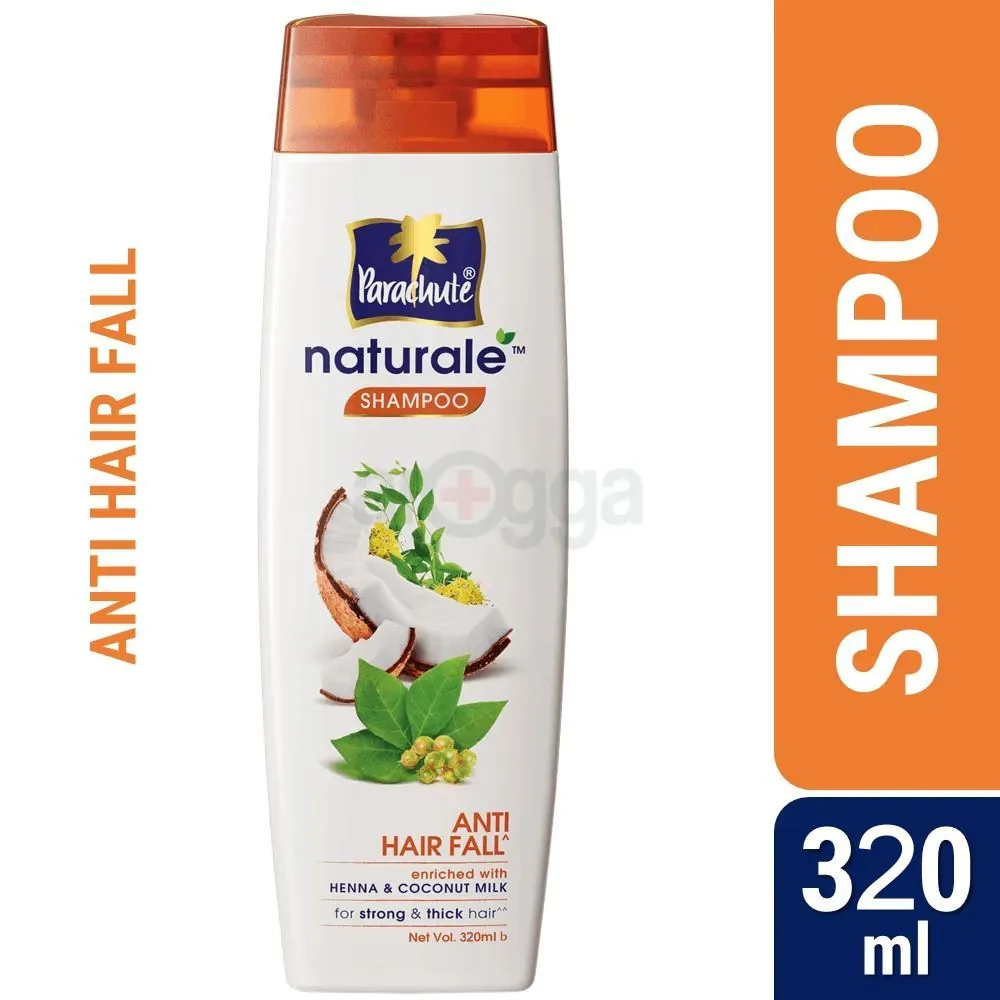 ANTI HAIR FALL
Parachute®
naturale™
SHAMPOO
arogga
ANTI
HAIR FALL^
enriched with
HENNA & COCONUT MILK
for strong & thick hair^^
Net Vol. 320ml b
SHAMPOO
320
ml